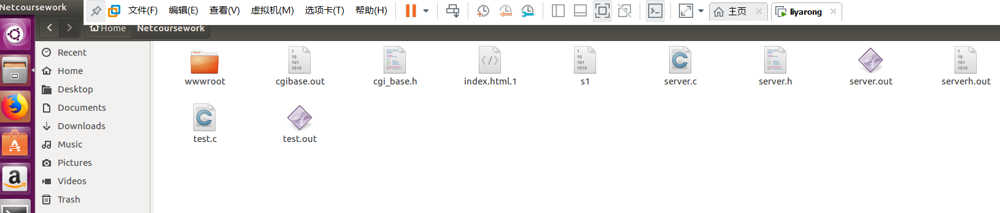 Netcoursework
文件(F) 编辑(E) 查看(V) 虚拟机(M) 选项卡(T) 帮助(H) 主页 liyarong
Home Netcoursework
Recent
Home
Desktop
Documents
Downloads
Music
Pictures
Videos
Trash
wwwroot cgibase.out cgi_base.h index.html.1 s1 server.c server.h server.out serverh.out
test.c test.out